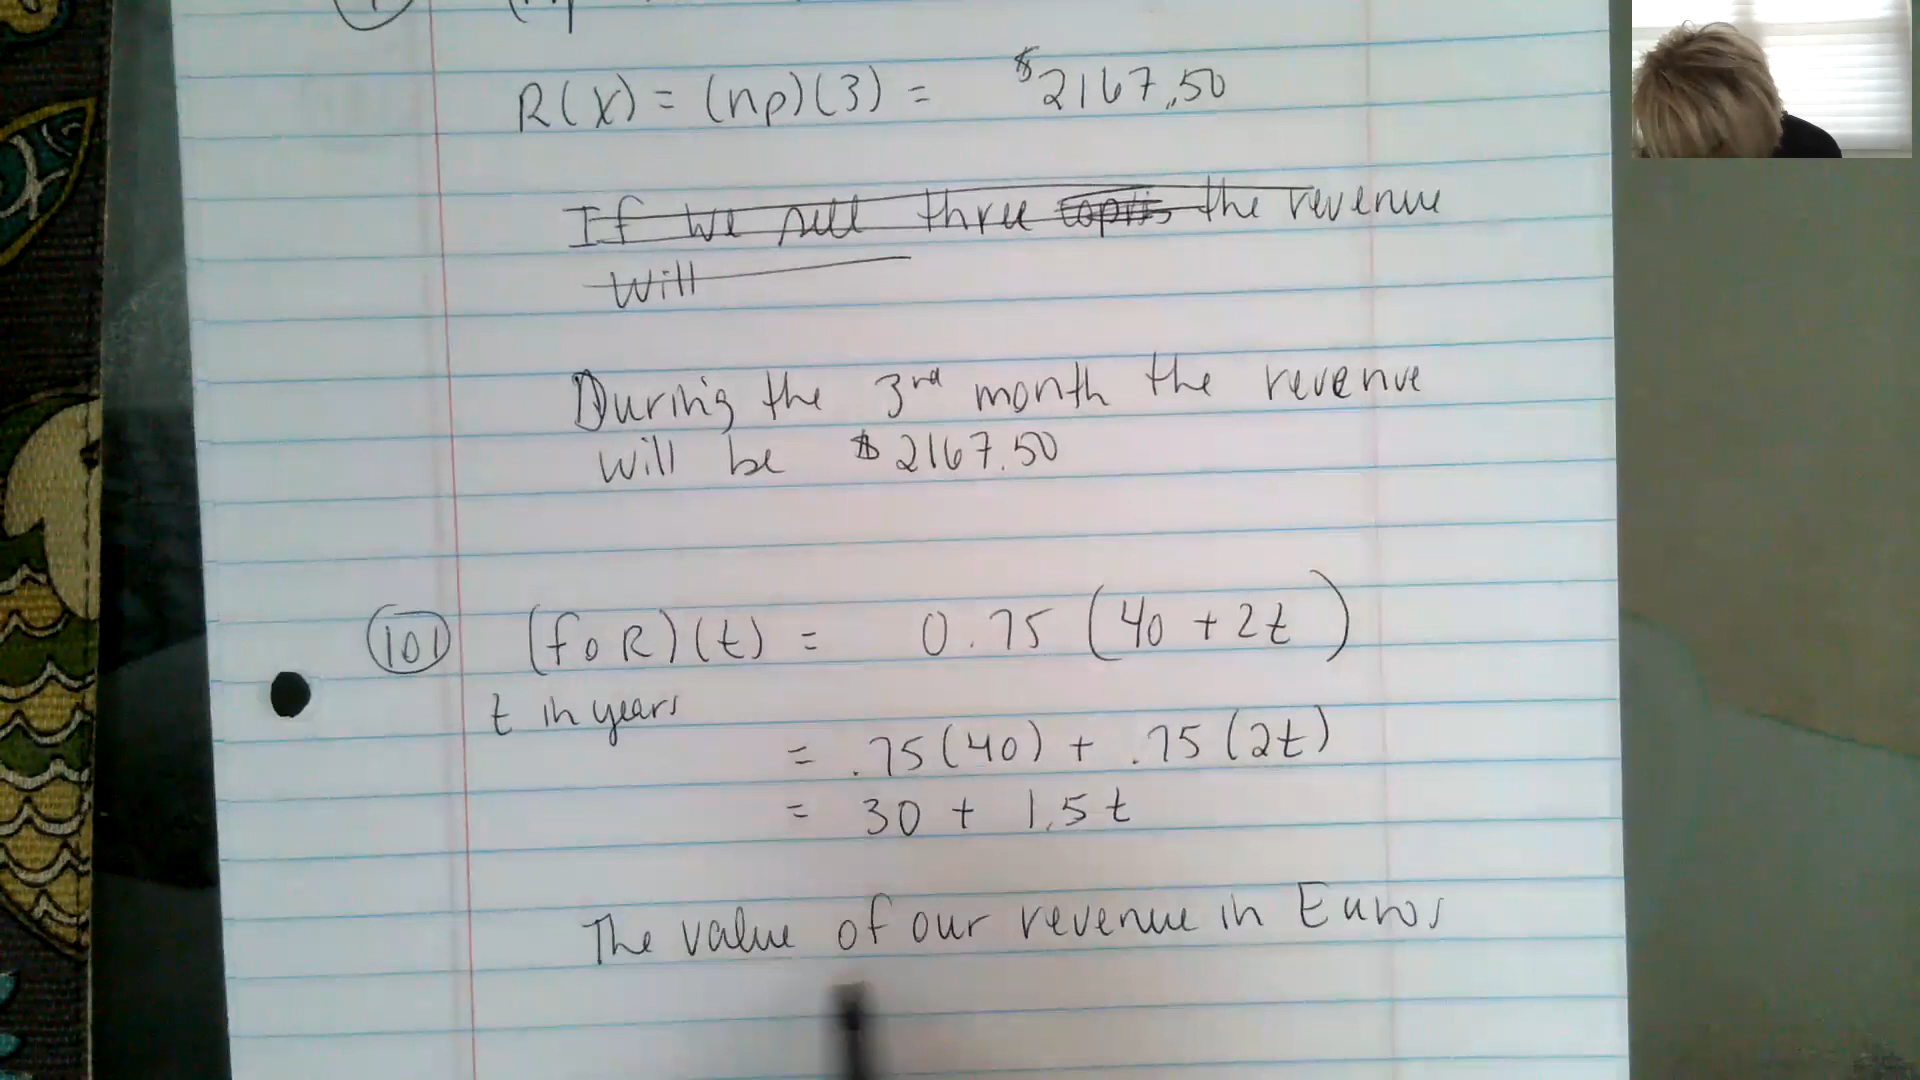 R(x) = (np)(3) = $2167.50
If we sell three the revenue
will
During the 3rd month the revenue
will be $2167.50
101 (f o R)(t) = 0.75 (40 + 2t)
t in years
= .75(40) + .75(2t)
= 30 + 1.5t
The value of our revenue in Euros